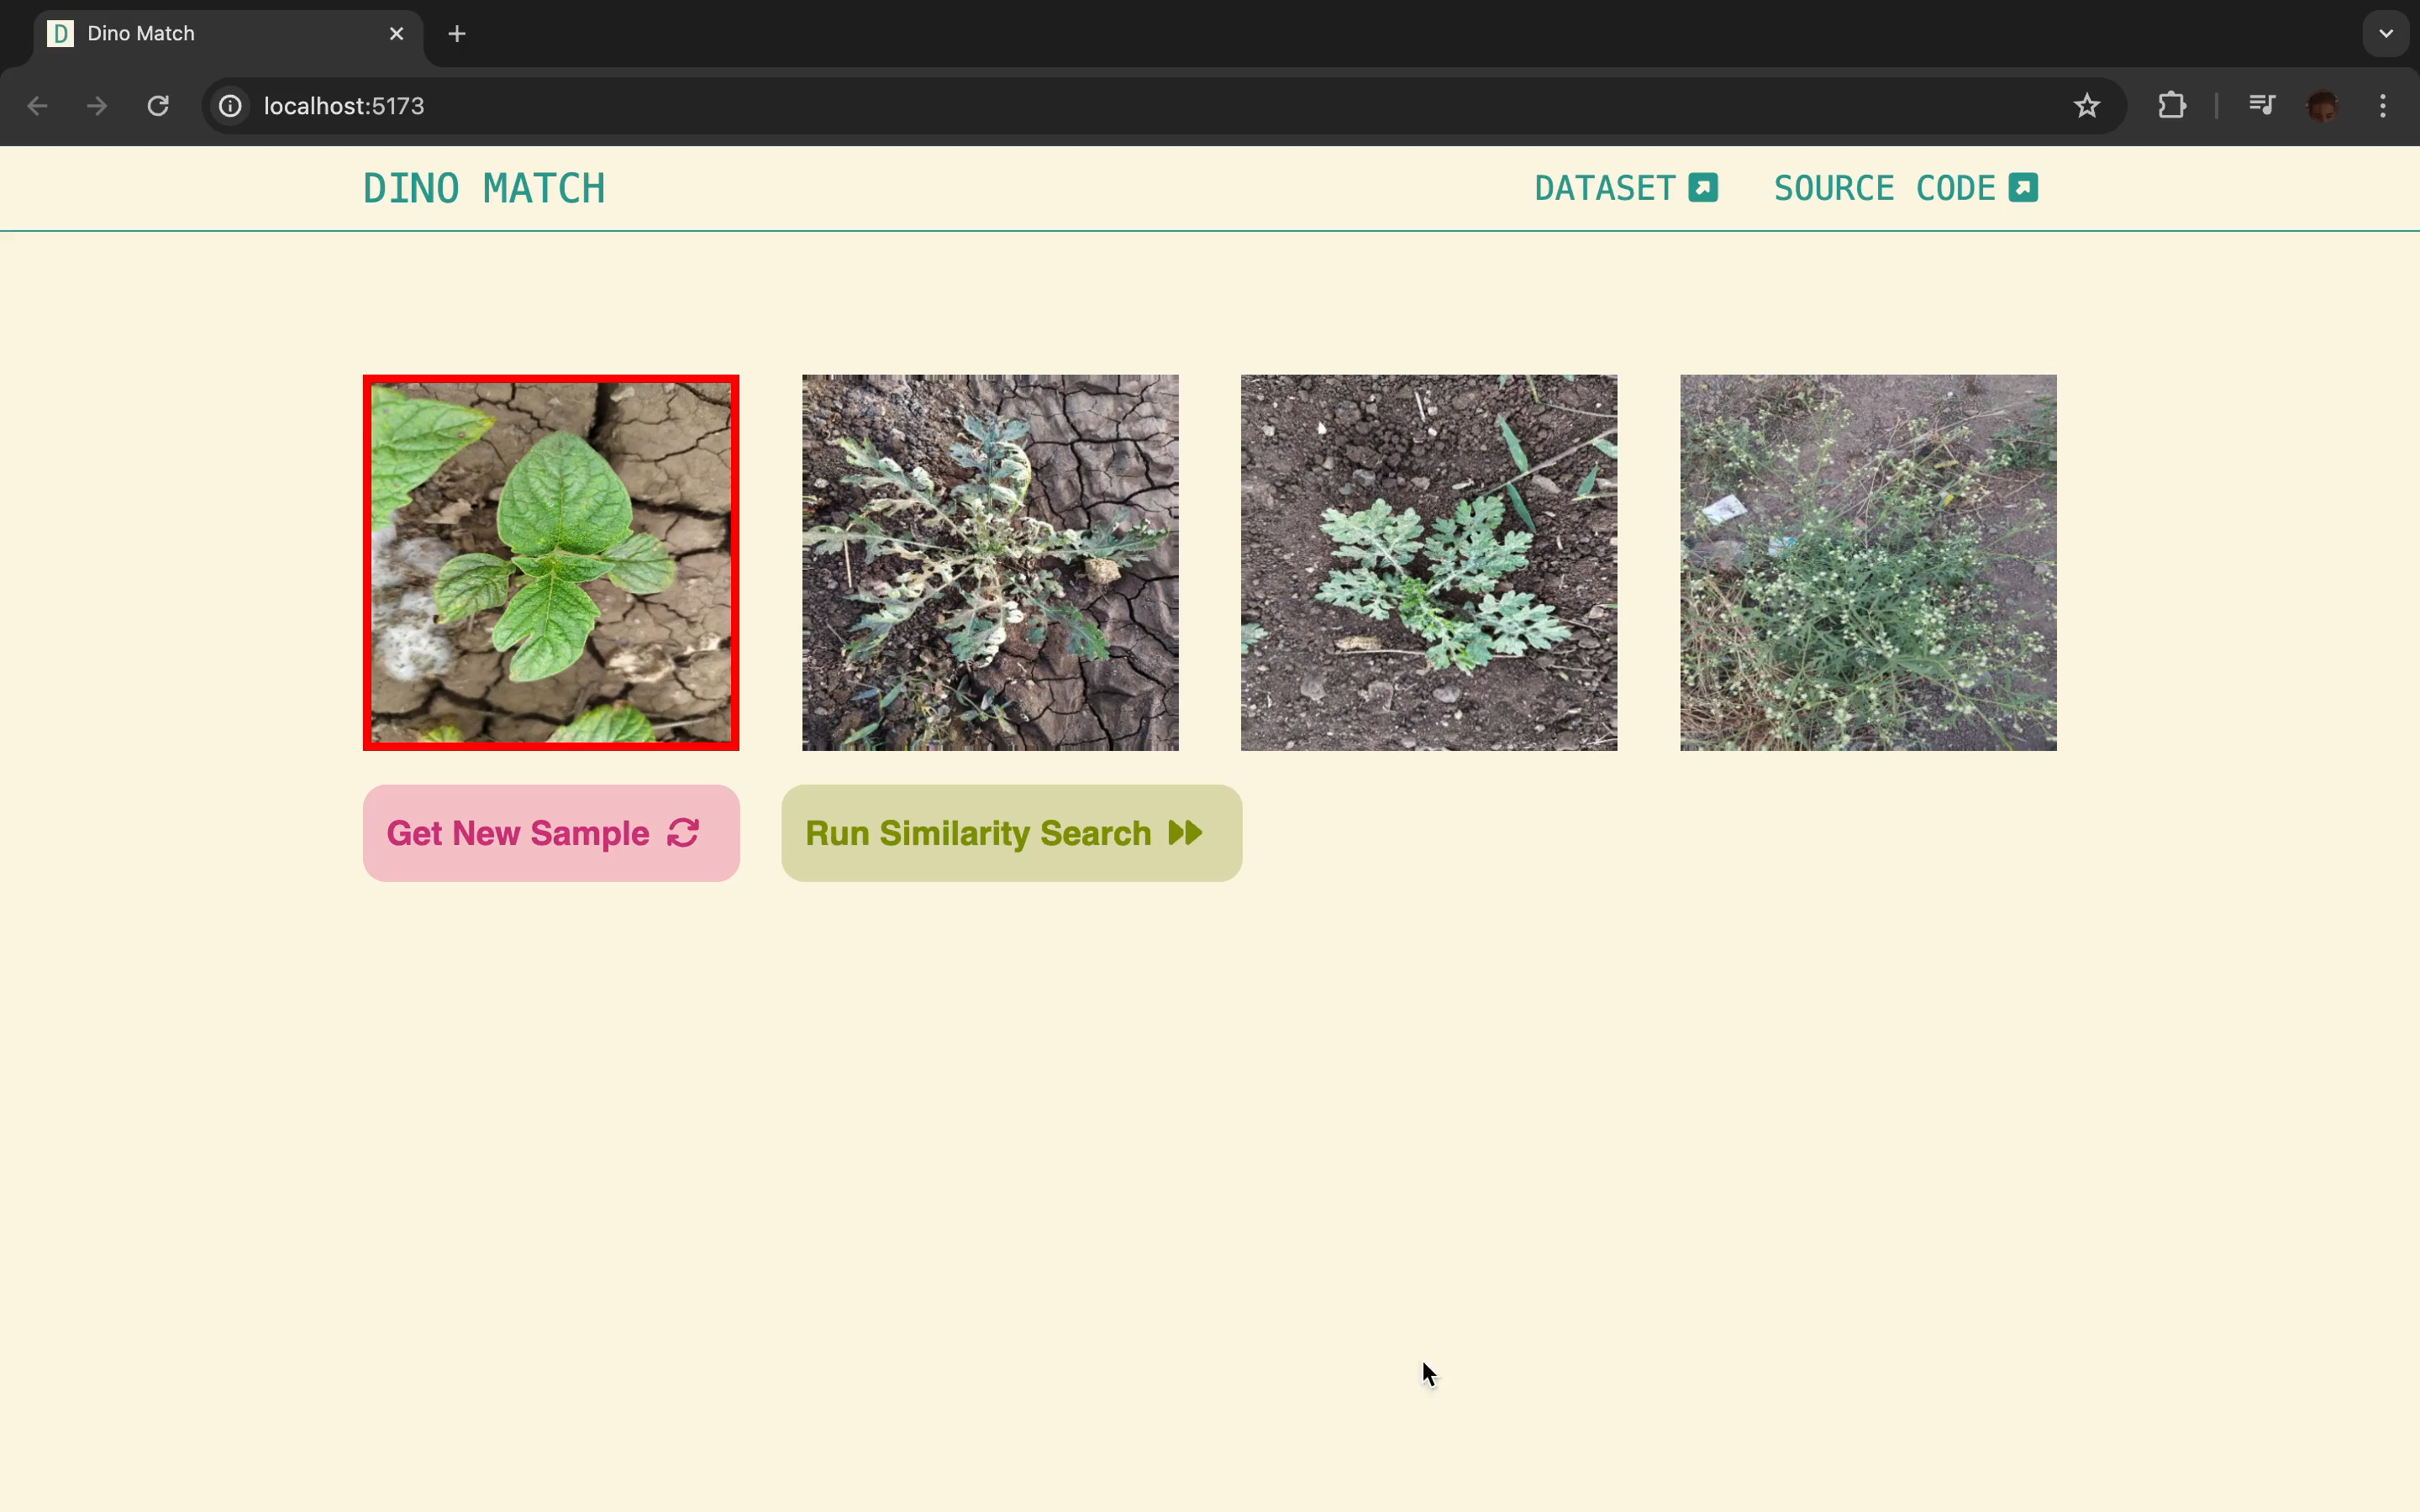 D Dino Match
localhost:5173
DINO MATCH
DATASET
SOURCE CODE
Get New Sample
Run Similarity Search